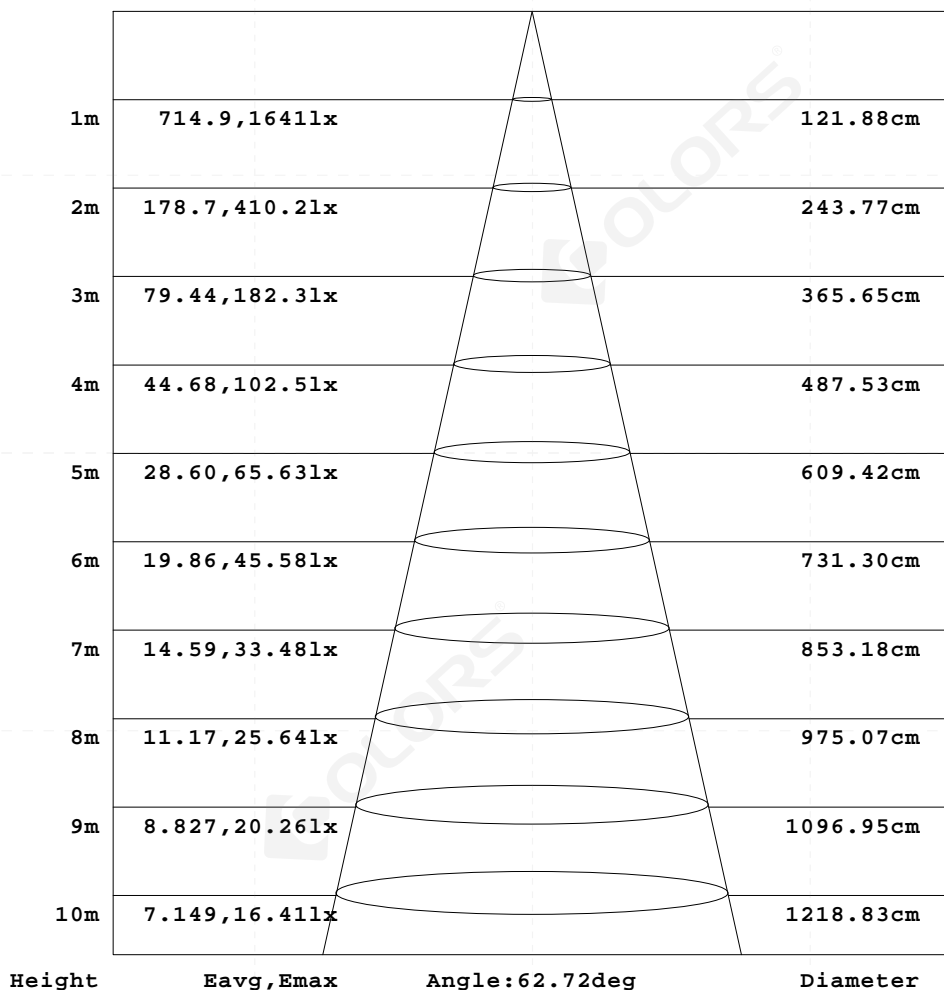 1m 714.9,1641lx 121.88cm
2m 178.7,410.2lx 243.77cm
3m 79.44,182.3lx 365.65cm
4m 44.68,102.5lx 487.53cm
5m 28.60,65.63lx 609.42cm
6m 19.86,45.58lx 731.30cm
7m 14.59,33.48lx 853.18cm
8m 11.17,25.64lx 975.07cm
9m 8.827,20.26lx 1096.95cm
10m 7.149,16.41lx 1218.83cm
Height Eavg,Emax Angle:62.72deg Diameter
COLORS®
COLORS®